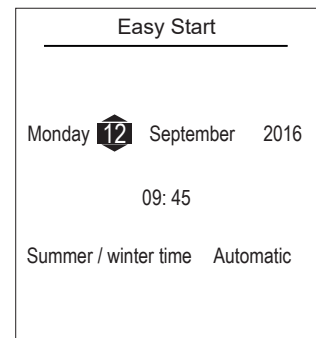 Easy Start
Monday 12 September 2016
09: 45
Summer / winter time Automatic